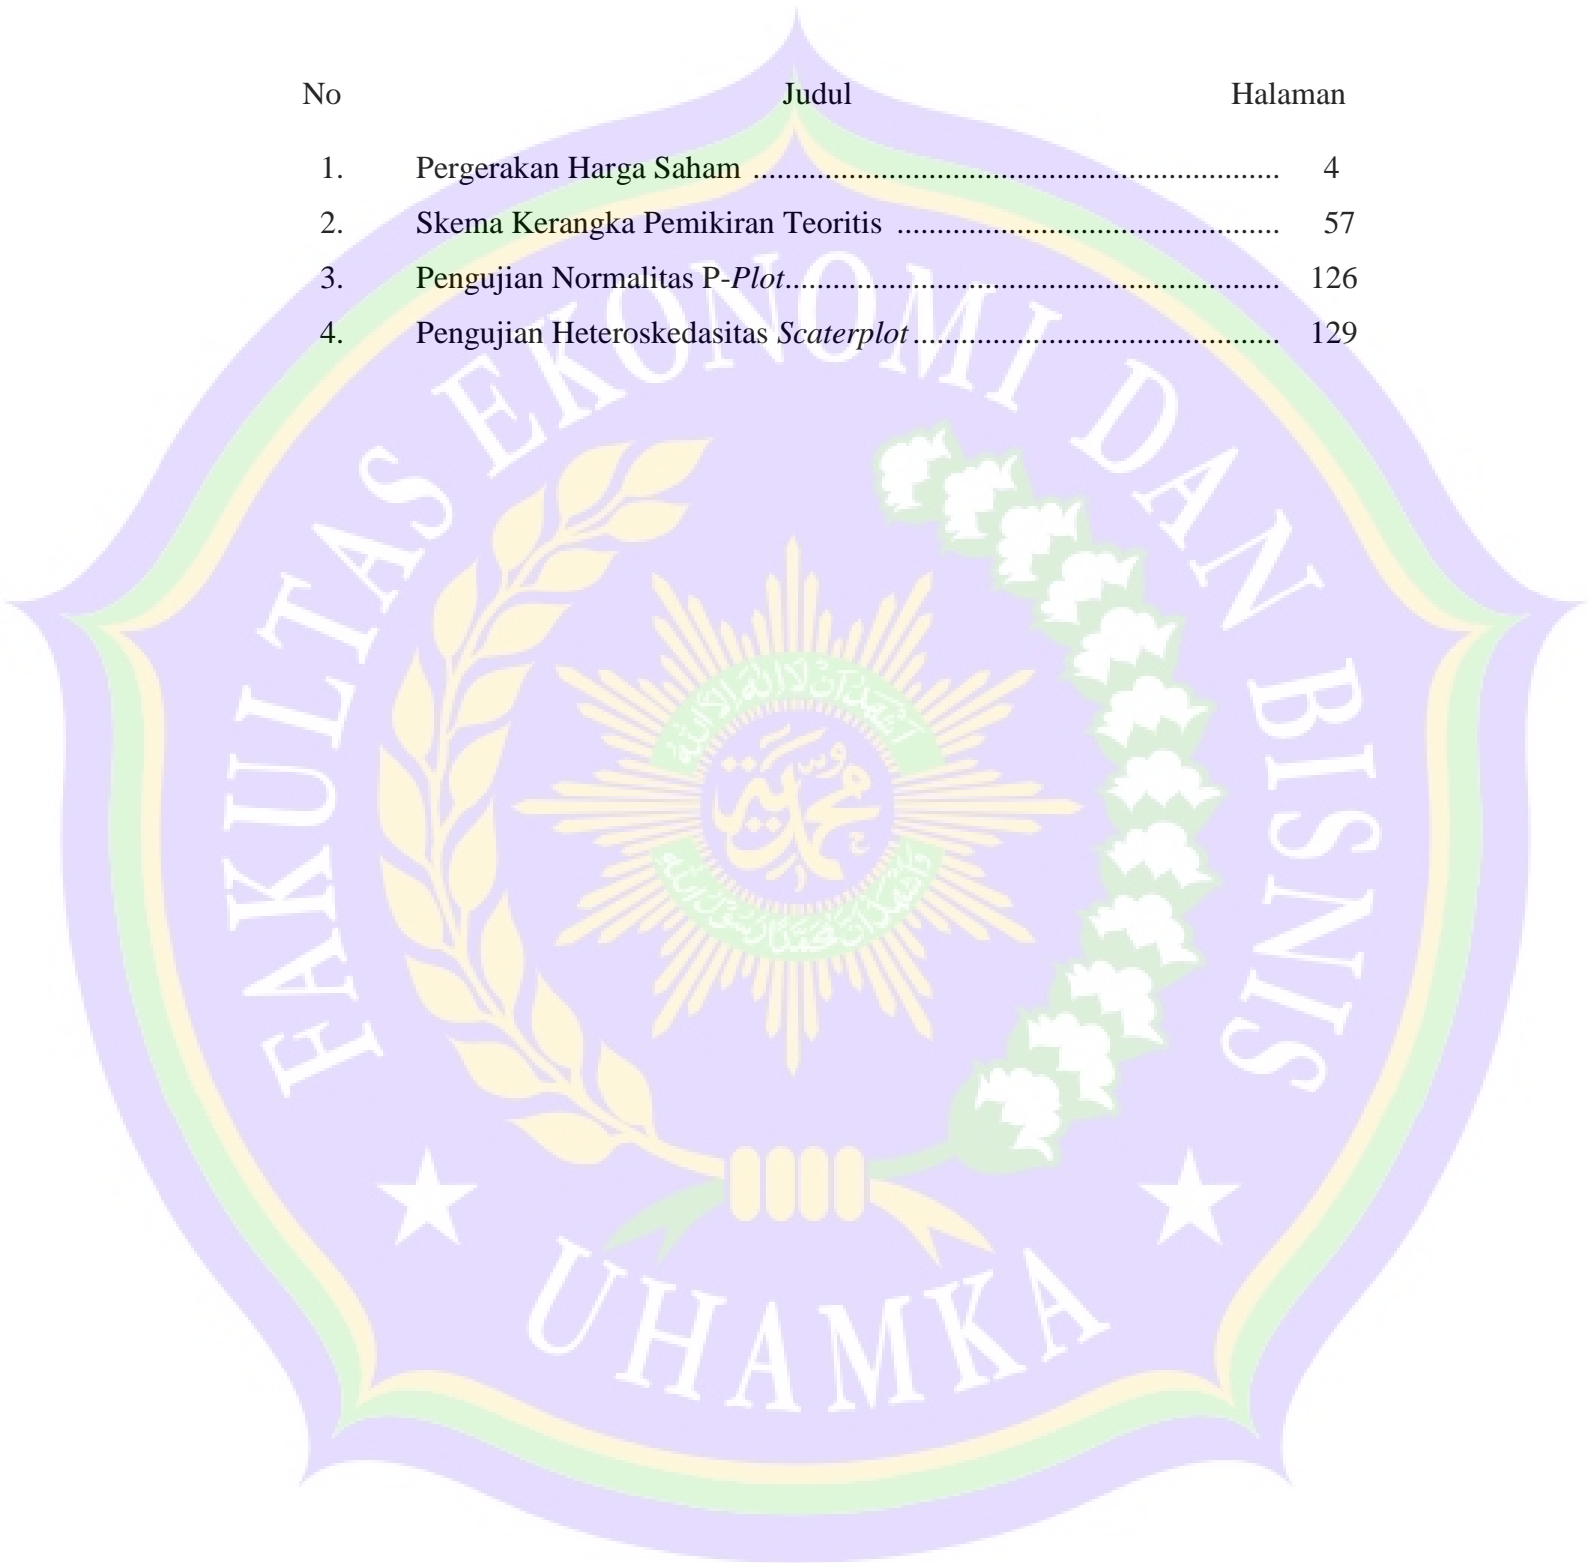 No Judul Halaman
1. Pergerakan Harga Saham .................................................................. 4
2. Skema Kerangka Pemikiran Teoritis ................................................ 57
3. Pengujian Normalitas P-Plot.............................................................. 126
4. Pengujian Heteroskedasitas Scaterplot.............................................. 129
FAKULTAS EKONOMI DAN BISNIS
محمدية
UHAMKA